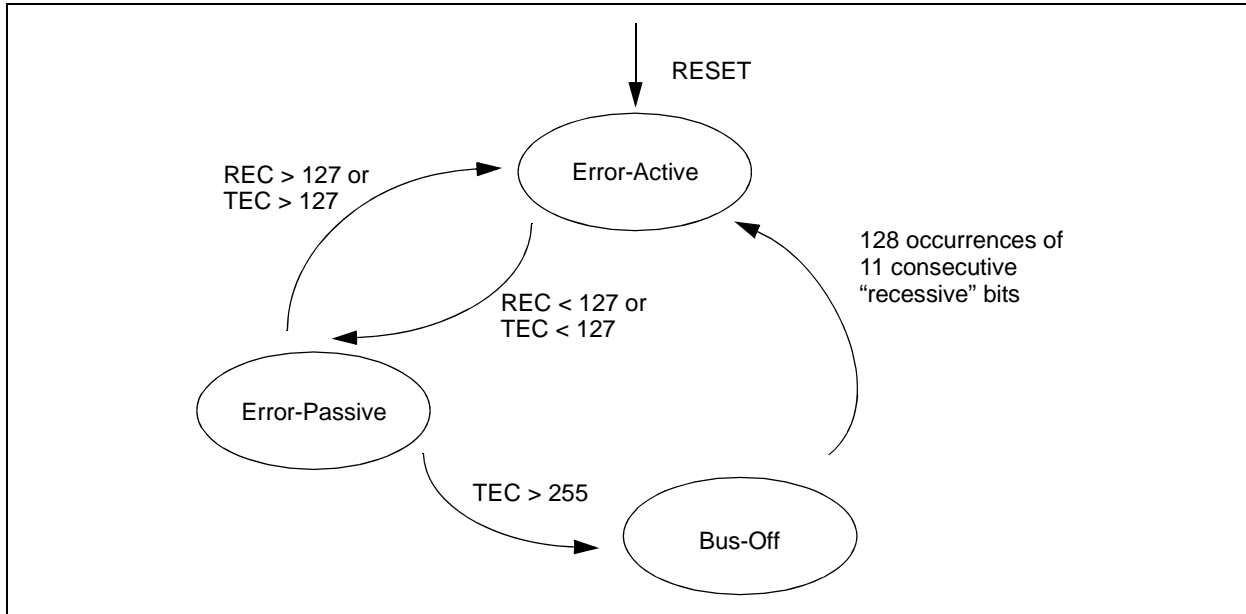 RESET
Error-Active
REC > 127 or
TEC > 127
128 occurrences of
11 consecutive
“recessive” bits
REC < 127 or
TEC < 127
Error-Passive
TEC > 255
Bus-Off